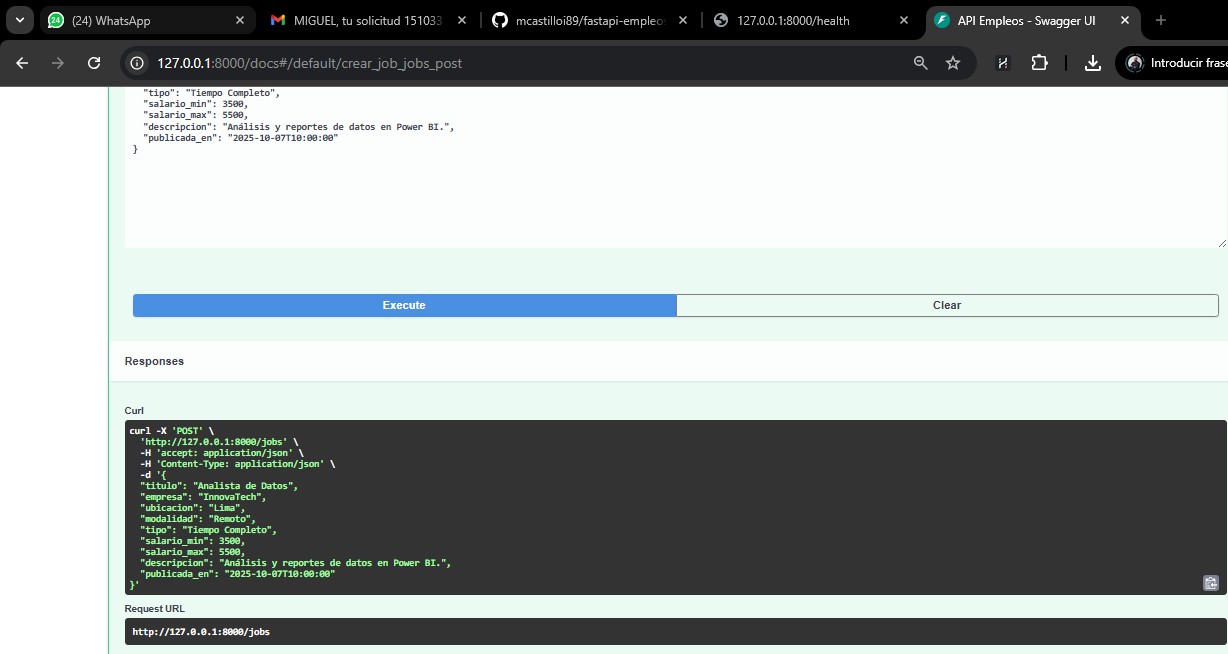 (24) WhatsApp
MIGUEL, tu solicitud 151033
mcastilloi89/fastapi-empleos
127.0.0.1:8000/health
API Empleos - Swagger UI
127.0.0.1:8000/docs#/default/crear_job_jobs_post
Introducir frase
"tipo": "Tiempo Completo",
"salario_min": 3500,
"salario_max": 5500,
"descripcion": "Análisis y reportes de datos en Power BI.",
"publicada_en": "2025-10-07T10:00:00"
}
Execute
Clear
Responses
Curl
curl -X 'POST' \
'http://127.0.0.1:8000/jobs' \
-H 'accept: application/json' \
-H 'Content-Type: application/json' \
-d '{
"titulo": "Analista de Datos",
"empresa": "InnovaTech",
"ubicacion": "Lima",
"modalidad": "Remoto",
"tipo": "Tiempo Completo",
"salario_min": 3500,
"salario_max": 5500,
"descripcion": "Análisis y reportes de datos en Power BI.",
"publicada_en": "2025-10-07T10:00:00"
}'
Request URL
http://127.0.0.1:8000/jobs